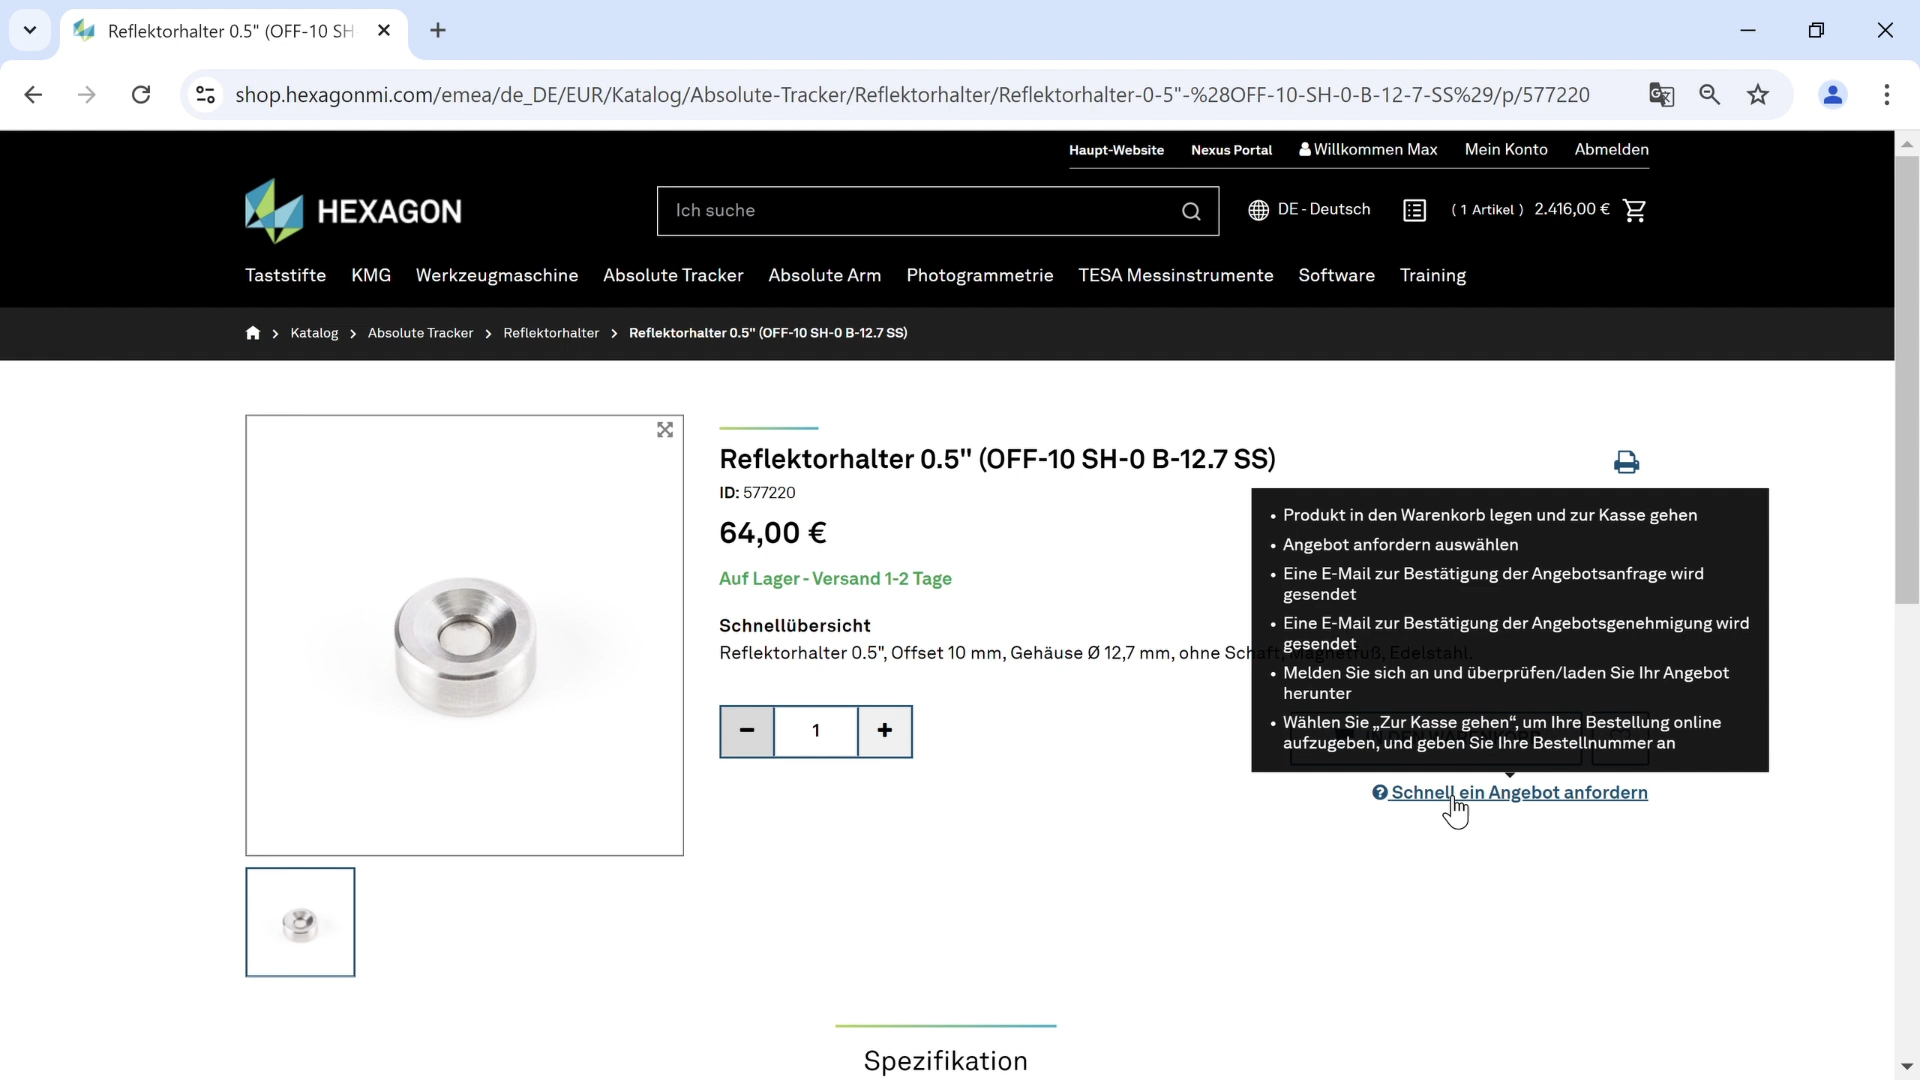 Reflektorhalter 0.5" (OFF-10 SH
shop.hexagonmi.com/emea/de_DE/EUR/Katalog/Absolute-Tracker/Reflektorhalter/Reflektorhalter-0-5"-%28OFF-10-SH-0-B-12-7-SS%29/p/577220
Haupt-Website Nexus Portal Willkommen Max Mein Konto Abmelden
HEXAGON
Ich suche
DE - Deutsch
( 1 Artikel ) 2.416,00 €
Taststifte KMG Werkzeugmaschine Absolute Tracker Absolute Arm Photogrammetrie TESA Messinstrumente Software Training
Katalog Absolute Tracker Reflektorhalter Reflektorhalter 0.5" (OFF-10 SH-0 B-12.7 SS)
Reflektorhalter 0.5" (OFF-10 SH-0 B-12.7 SS)
ID: 577220
64,00 €
Auf Lager - Versand 1-2 Tage
Schnellübersicht
Reflektorhalter 0.5", Offset 10 mm, Gehäuse Ø 12,7 mm, ohne Schaft, Magnetfuß, Edelstahl.
1
• Produkt in den Warenkorb legen und zur Kasse gehen
• Angebot anfordern auswählen
• Eine E-Mail zur Bestätigung der Angebotsanfrage wird
gesendet
• Eine E-Mail zur Bestätigung der Angebotsgenehmigung wird
gesendet
• Melden Sie sich an und überprüfen/laden Sie Ihr Angebot
herunter
• Wählen Sie „Zur Kasse gehen“, um Ihre Bestellung online
aufzugeben, und geben Sie Ihre Bestellnummer an
Schnell ein Angebot anfordern
Spezifikation